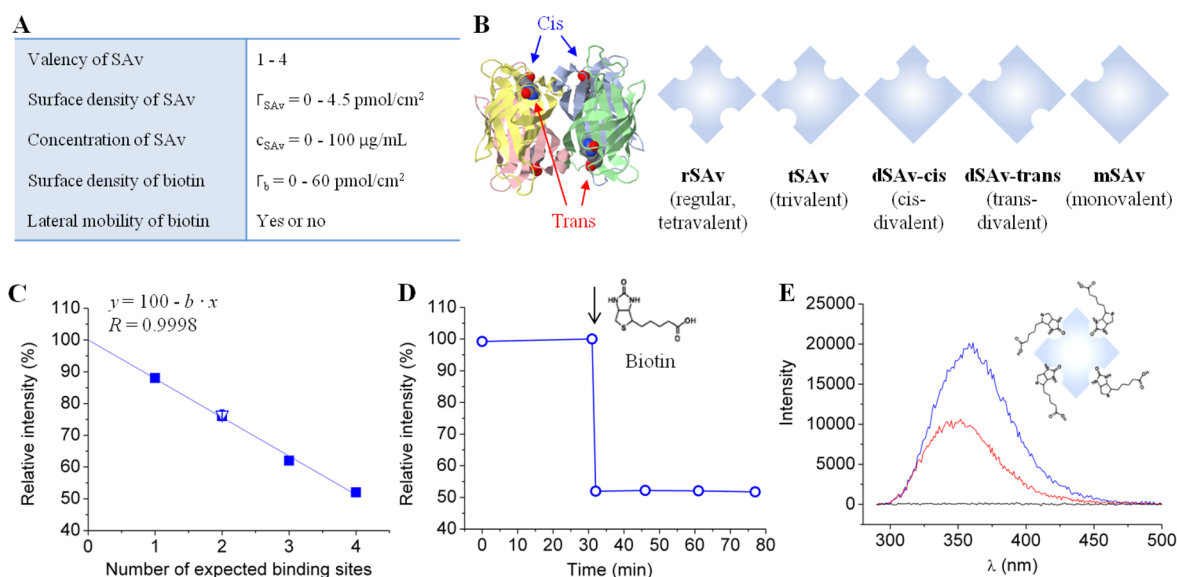 A
Valency of SAv 1 - 4
Surface density of SAv Γ_SAv = 0 - 4.5 pmol/cm²
Concentration of SAv c_SAv = 0 - 100 μg/mL
Surface density of biotin Γ_b = 0 - 60 pmol/cm²
Lateral mobility of biotin Yes or no
B
Cis
Trans
rSAv
(regular,
tetravalent)
tSAv
(trivalent)
dSAv-cis
(cis-
divalent)
dSAv-trans
(trans-
divalent)
mSAv
(monovalent)
C
y = 100 - b · x
R = 0.9998
Relative intensity (%)
110
100
90
80
70
60
50
40
0 1 2 3 4
Number of expected binding sites
D
O
HN NH
S
O
OH
Biotin
Relative intensity (%)
110
100
90
80
70
60
50
40
0 10 20 30 40 50 60 70 80
Time (min)
E
Intensity
25000
20000
15000
10000
5000
0
300 350 400 450 500
λ (nm)